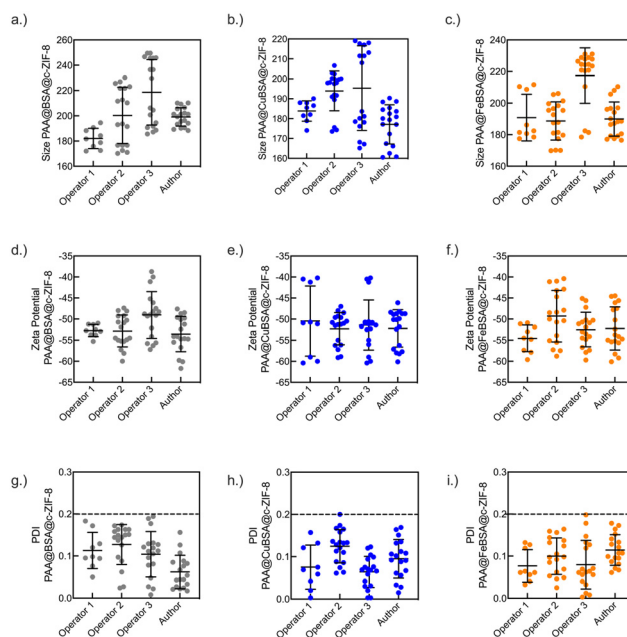 a.)
Size PAA@BSA@c-ZIF-8
260
240
220
200
180
160
Operator 1
Operator 2
Operator 3
Author
b.)
Size PAA@CuBSA@c-ZIF-8
220
210
200
190
180
170
160
Operator 1
Operator 2
Operator 3
Author
c.)
Size PAA@FeBSA@c-ZIF-8
240
220
200
180
160
Operator 1
Operator 2
Operator 3
Author
d.)
Zeta Potential
PAA@BSA@c-ZIF-8
-35
-40
-45
-50
-55
-60
-65
Operator 1
Operator 2
Operator 3
Author
e.)
Zeta Potential
PAA@CuBSA@c-ZIF-8
-35
-40
-45
-50
-55
-60
-65
Operator 1
Operator 2
Operator 3
Author
f.)
Zeta Potential
PAA@FeBSA@c-ZIF-8
-35
-40
-45
-50
-55
-60
-65
Operator 1
Operator 2
Operator 3
Author
g.)
PDI
PAA@BSA@c-ZIF-8
0.3
0.2
0.1
0.0
Operator 1
Operator 2
Operator 3
Author
h.)
PDI
PAA@CuBSA@c-ZIF-8
0.3
0.2
0.1
0.0
Operator 1
Operator 2
Operator 3
Author
i.)
PDI
PAA@FeBSA@c-ZIF-8
0.3
0.2
0.1
0.0
Operator 1
Operator 2
Operator 3
Author